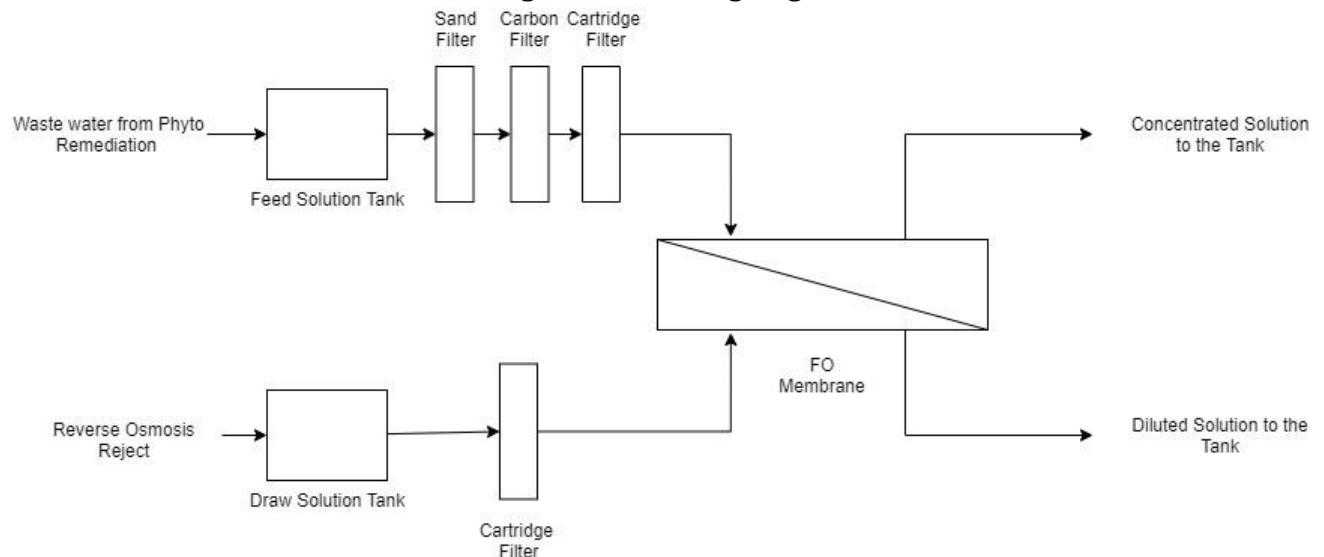 Sand
Filter
Carbon
Filter
Cartridge
Filter
Waste water from Phyto
Remediation
Feed Solution Tank
Concentrated Solution
to the Tank
FO
Membrane
Reverse Osmosis
Reject
Draw Solution Tank
Cartridge
Filter
Diluted Solution to the
Tank